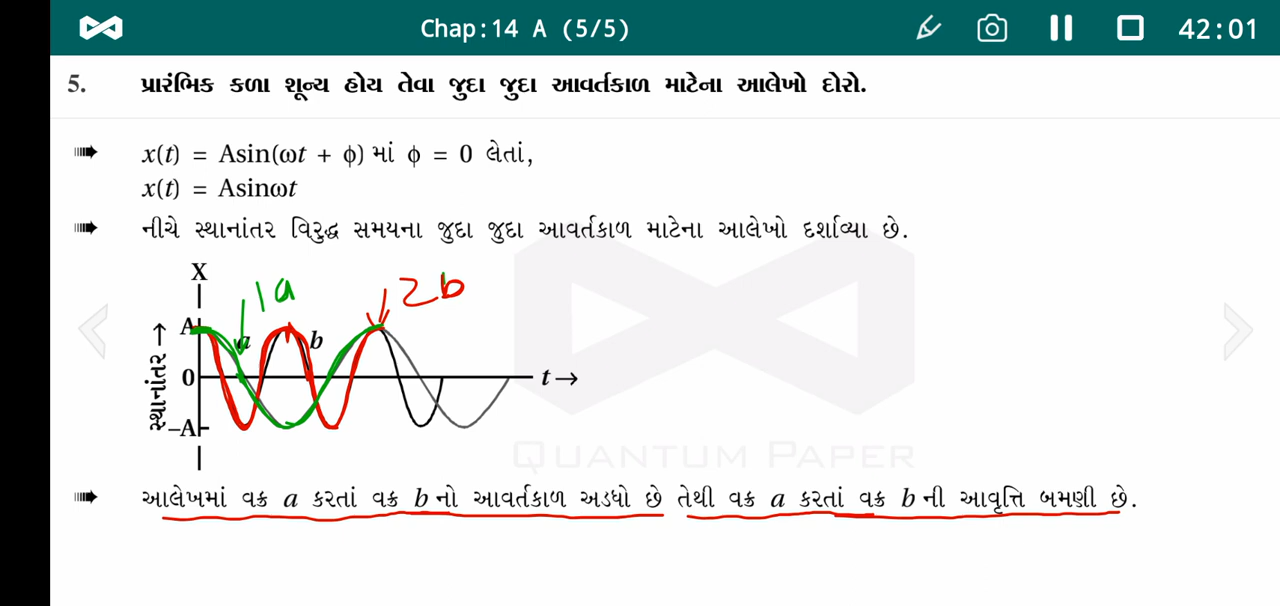 Chap:14 A (5/5)
42:01
5. પ્રારંભિક કળા શૂન્ય હોય તેવા જુદા જુદા આવર્તકાળ માટેના આલેખો દોરો.
x(t) = Asin(ωt + ϕ) માં ϕ = 0 લેતાં,
x(t) = Asinωt
નીચે સ્થાનાંતર વિરુદ્ધ સમયના જુદા જુદા આવર્તકાળ માટેના આલેખો દર્શાવ્યા છે.
X
1 a
2 b
A
a
b
સ્થાનાંતર →
0
t→
–A
QUANTUM PAPER
આલેખમાં વક્ર a કરતાં વક્ર b નો આવર્તકાળ અડધો છે તેથી વક્ર a કરતાં વક્ર b ની આવૃત્તિ બમણી છે.